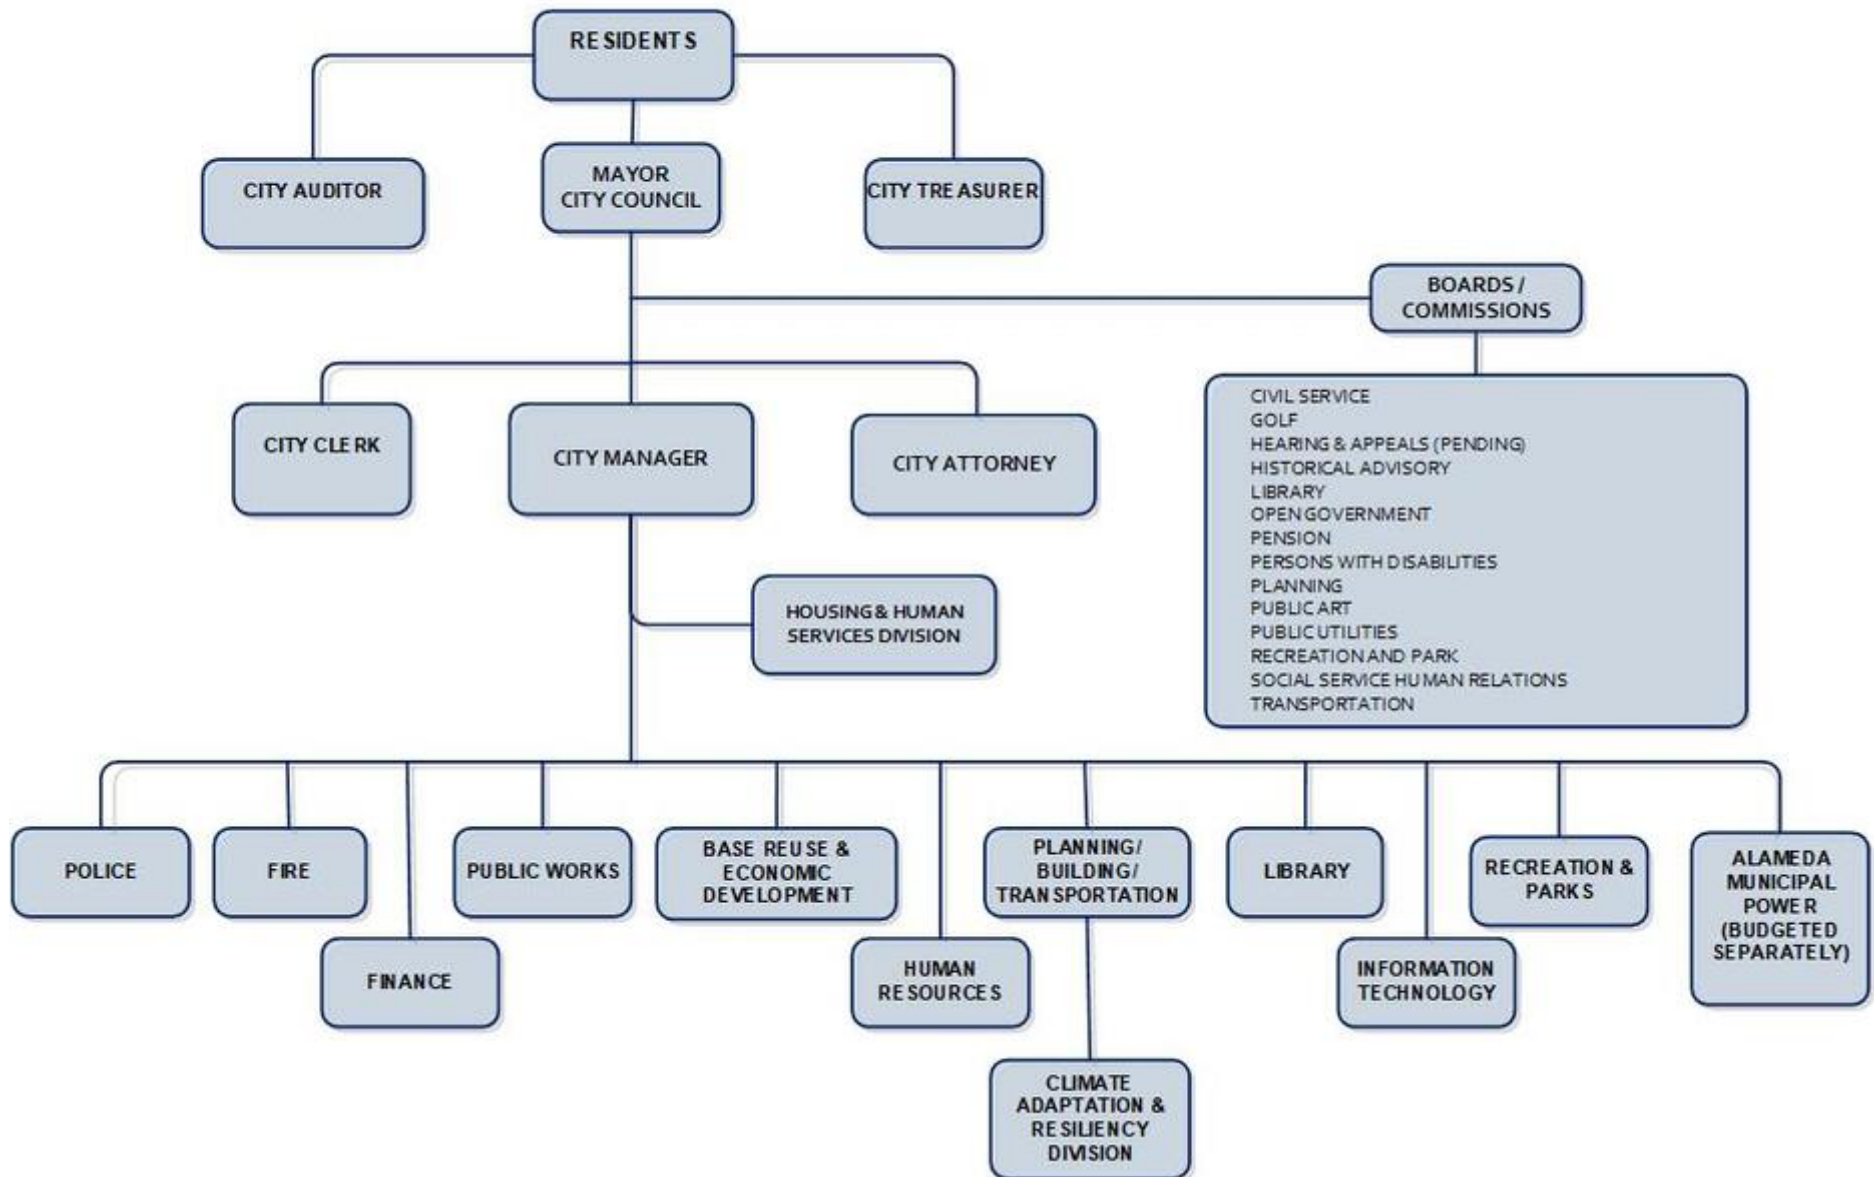 RESIDENTS
CITY AUDITOR
MAYOR
CITY COUNCIL
CITY TREASURER
BOARDS /
COMMISSIONS
CITY CLERK
CITY MANAGER
CITY ATTORNEY
CIVIL SERVICE
GOLF
HEARING & APPEALS (PENDING)
HISTORICAL ADVISORY
LIBRARY
OPEN GOVERNMENT
PENSION
PERSONS WITH DISABILITIES
PLANNING
PUBLIC ART
PUBLIC UTILITIES
RECREATION AND PARK
SOCIAL SERVICE HUMAN RELATIONS
TRANSPORTATION
HOUSING & HUMAN
SERVICES DIVISION
POLICE
FIRE
FINANCE
PUBLIC WORKS
BASE REUSE &
ECONOMIC
DEVELOPMENT
HUMAN
RESOURCES
PLANNING/
BUILDING/
TRANSPORTATION
CLIMATE
ADAPTATION &
RESILIENCY
DIVISION
LIBRARY
INFORMATION
TECHNOLOGY
RECREATION &
PARKS
ALAMEDA
MUNICIPAL
POWER
(BUDGETED
SEPARATELY)